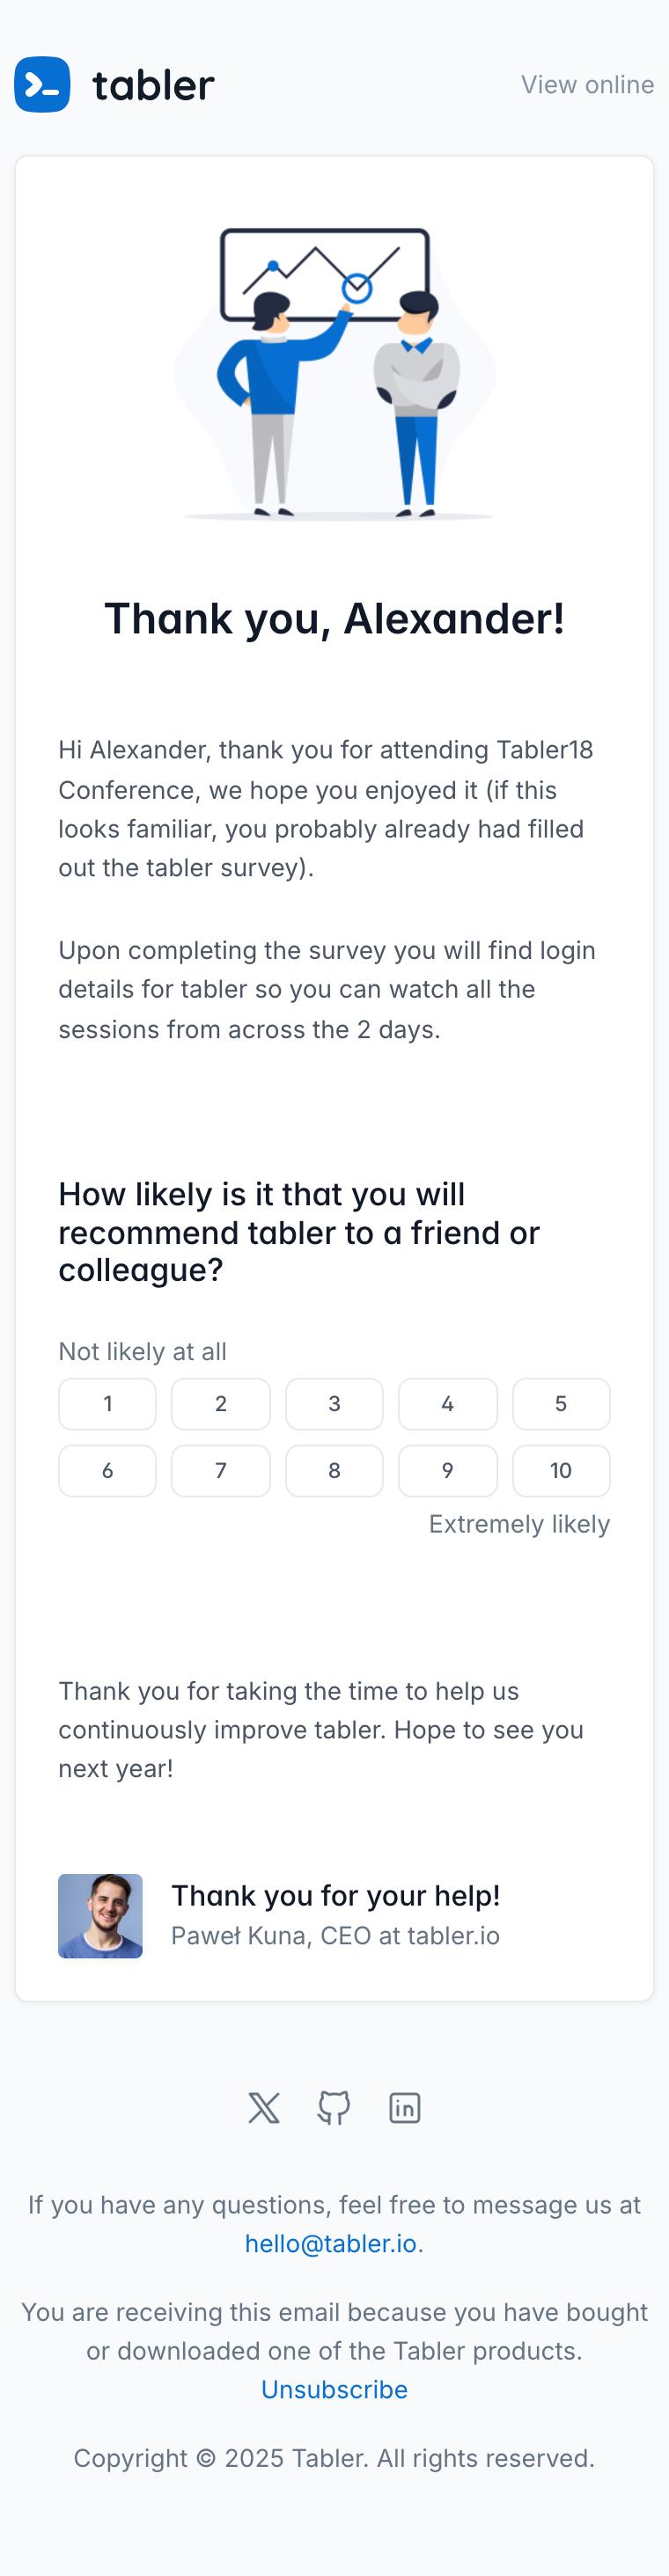 tabler
View online
Thank you, Alexander!
Hi Alexander, thank you for attending Tabler18
Conference, we hope you enjoyed it (if this
looks familiar, you probably already had filled
out the tabler survey).
Upon completing the survey you will find login
details for tabler so you can watch all the
sessions from across the 2 days.
How likely is it that you will
recommend tabler to a friend or
colleague?
Not likely at all
1 2 3 4 5
6 7 8 9 10
Extremely likely
Thank you for taking the time to help us
continuously improve tabler. Hope to see you
next year!
Thank you for your help!
Paweł Kuna, CEO at tabler.io
If you have any questions, feel free to message us at
hello@tabler.io.
You are receiving this email because you have bought
or downloaded one of the Tabler products.
Unsubscribe
Copyright © 2025 Tabler. All rights reserved.